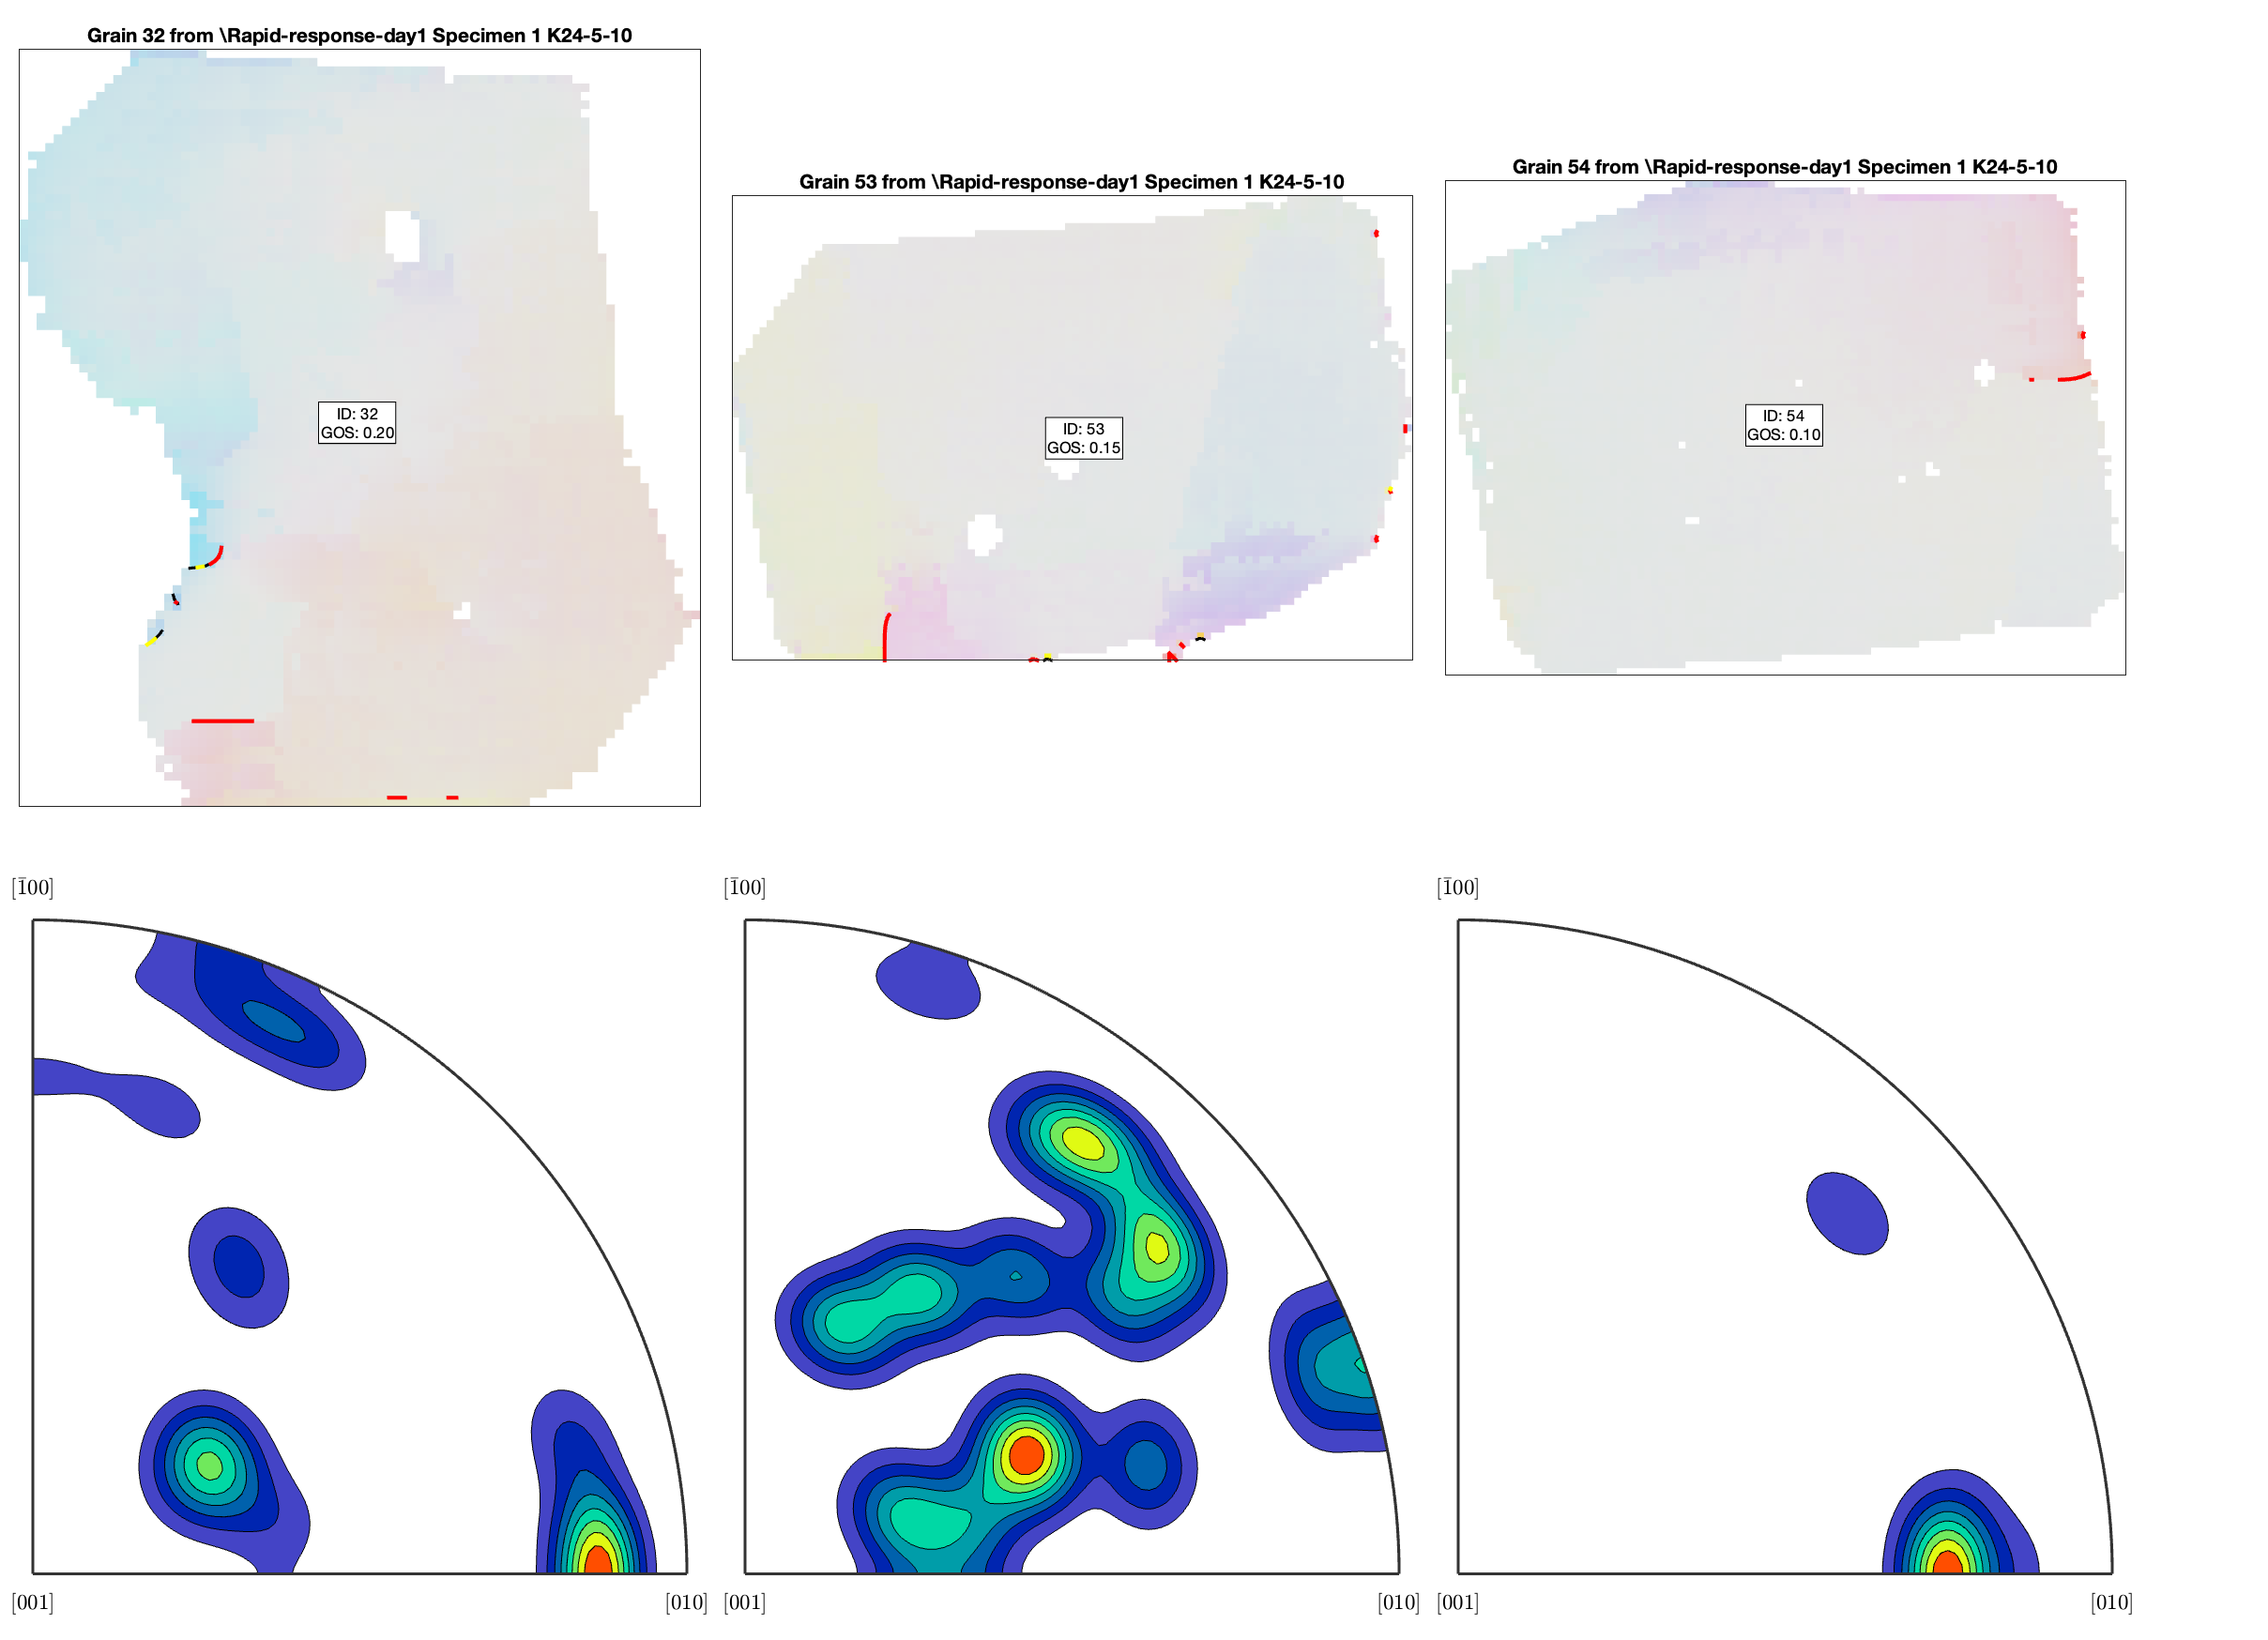 Grain 32 from \Rapid-response-day1 Specimen 1 K24-5-10
ID: 32
GOS: 0.20
Grain 53 from \Rapid-response-day1 Specimen 1 K24-5-10
ID: 53
GOS: 0.15
Grain 54 from \Rapid-response-day1 Specimen 1 K24-5-10
ID: 54
GOS: 0.10
[1̄00]
[001]
[010]
[1̄00]
[001]
[010]
[1̄00]
[001]
[010]